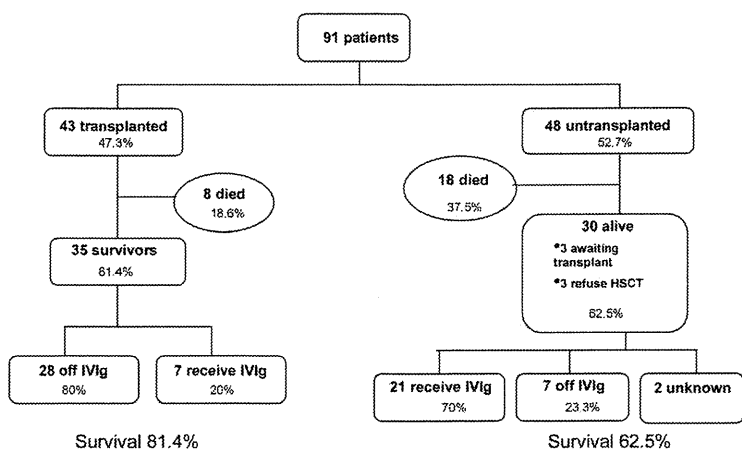 91 patients
43 transplanted
47.3%
48 untransplanted
52.7%
8 died
18.6%
18 died
37.5%
35 survivors
81.4%
30 alive
*3 awaiting
transplant
*3 refuse HSCT
62.5%
28 off IVIg
80%
7 receive IVIg
20%
21 receive IVIg
70%
7 off IVIg
23.3%
2 unknown
Survival 81.4%
Survival 62.5%